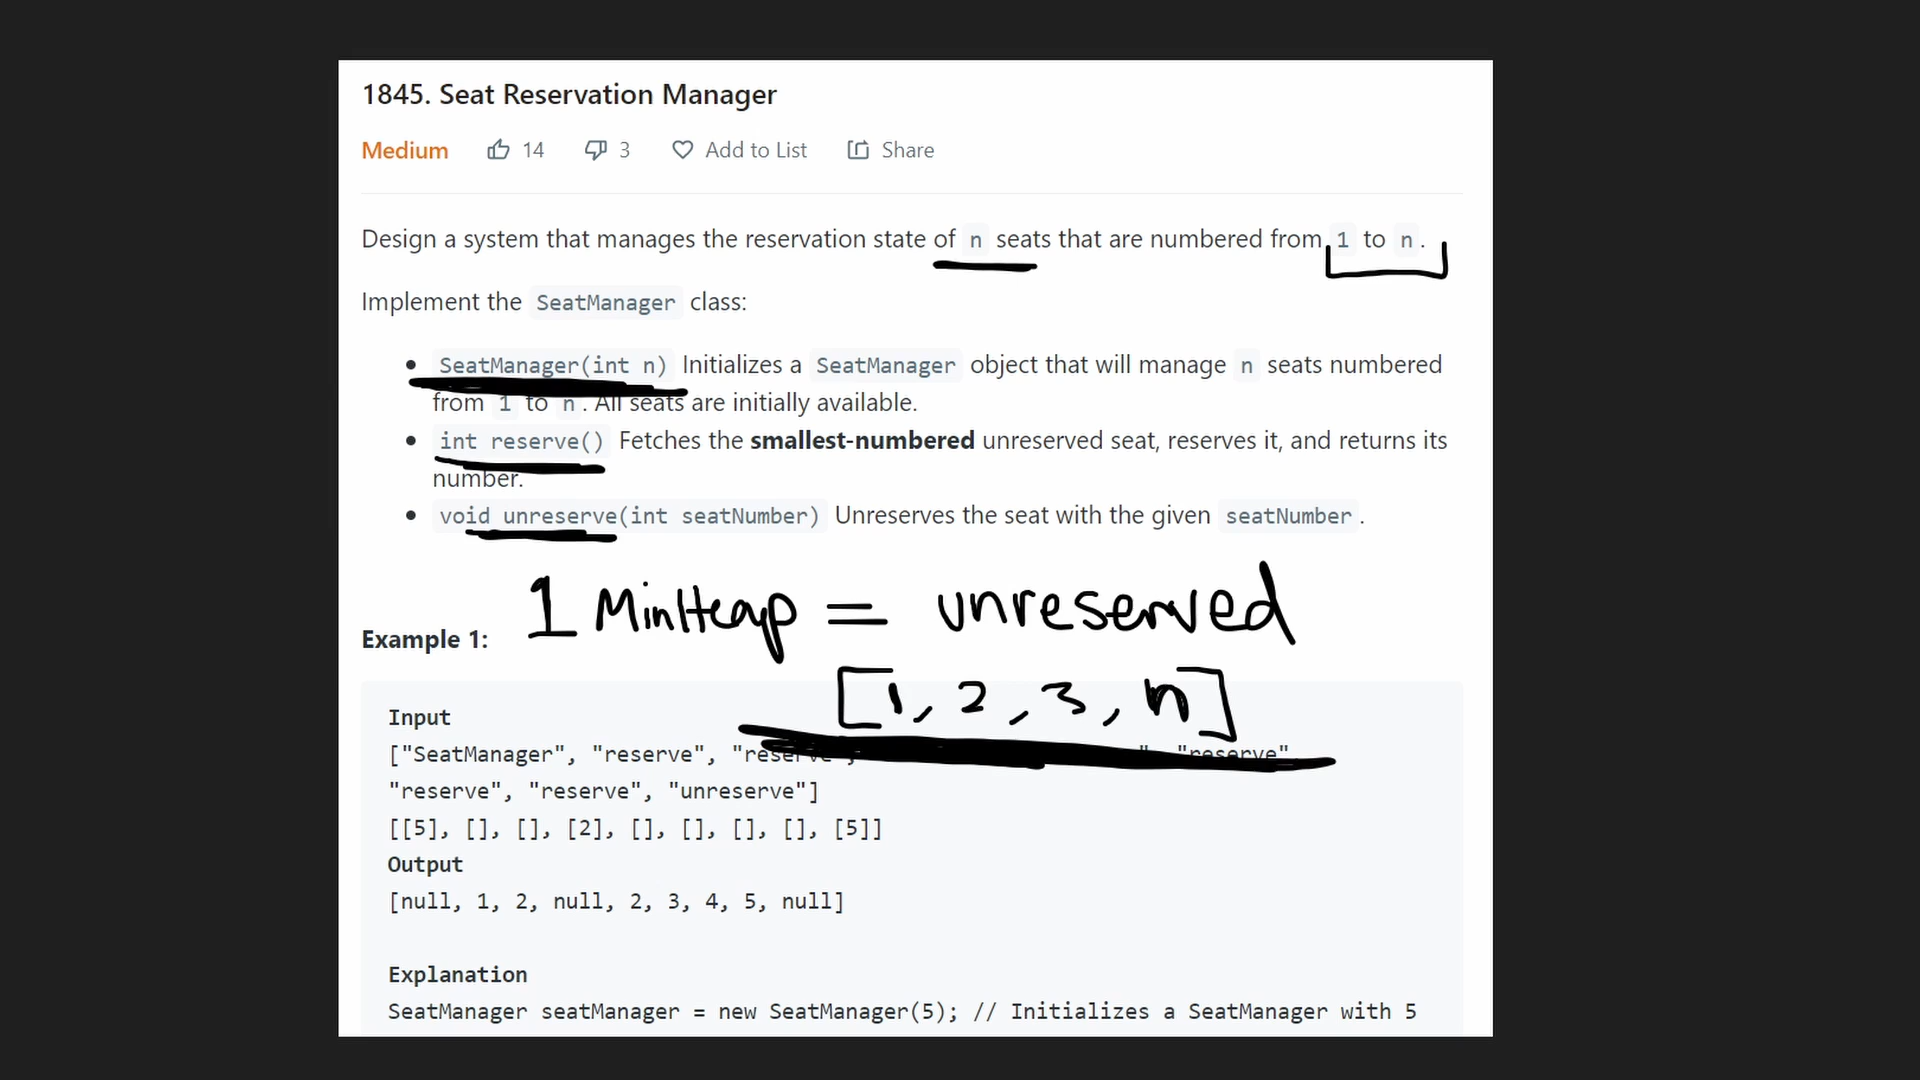 1845. Seat Reservation Manager
Medium 14 3 Add to List Share
Design a system that manages the reservation state of n seats that are numbered from 1 to n.
Implement the SeatManager class:
• SeatManager(int n) Initializes a SeatManager object that will manage n seats numbered
from 1 to n. All seats are initially available.
• int reserve() Fetches the smallest-numbered unreserved seat, reserves it, and returns its
number.
• void unreserve(int seatNumber) Unreserves the seat with the given seatNumber.
1 MinHeap = unreserved
Example 1:
[1, 2, 3, n]
Input
["SeatManager", "reserve", "reserve", "reserve"
"reserve", "reserve", "unreserve"]
[[5], [], [], [2], [], [], [], [], [5]]
Output
[null, 1, 2, null, 2, 3, 4, 5, null]
Explanation
SeatManager seatManager = new SeatManager(5); // Initializes a SeatManager with 5